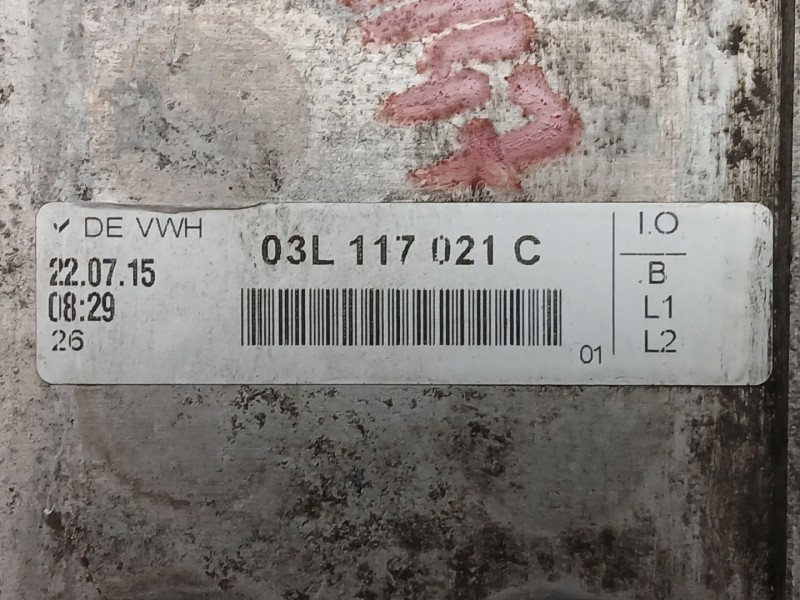 ✓ DE VWH
22.07.15
08:29
26
03L 117 021 C
01
I.O
B
L1
L2